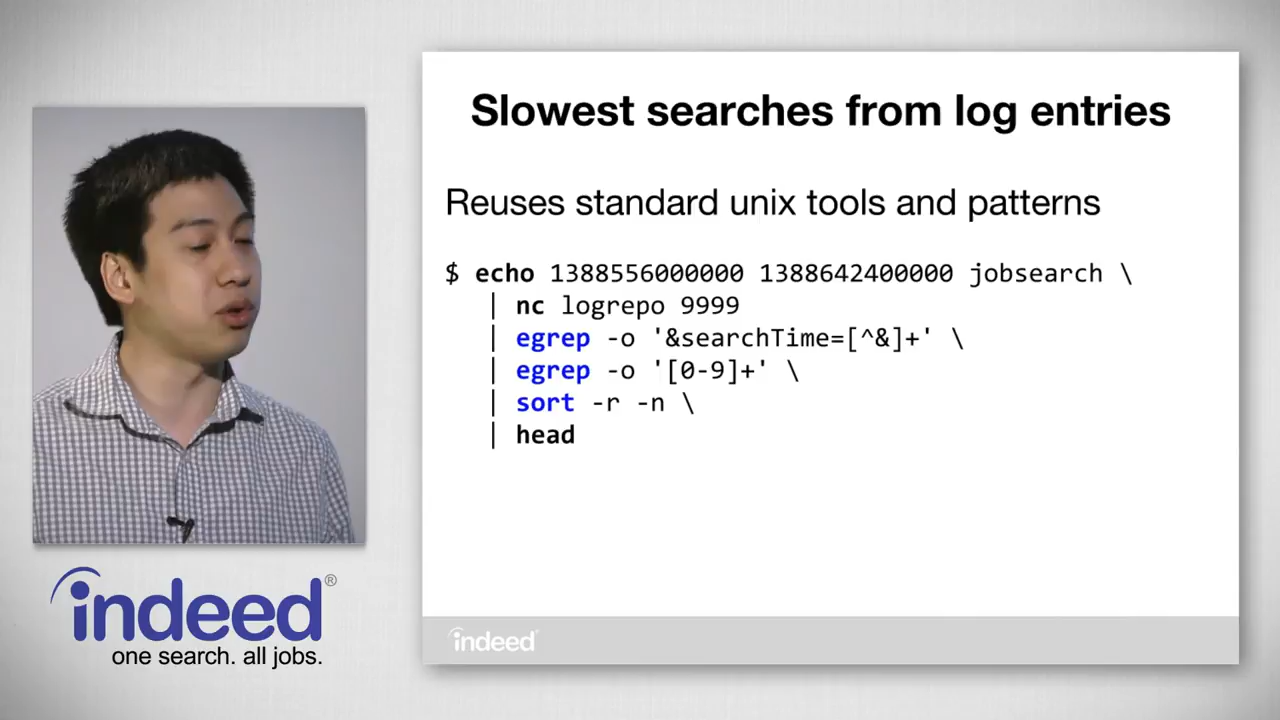 Slowest searches from log entries
Reuses standard unix tools and patterns
$ echo 1388556000000 1388642400000 jobsearch \
| nc logrepo 9999
| egrep -o '&searchTime=[^&]+' \
| egrep -o '[0-9]+' \
| sort -r -n \
| head
indeed®
one search. all jobs.
indeed